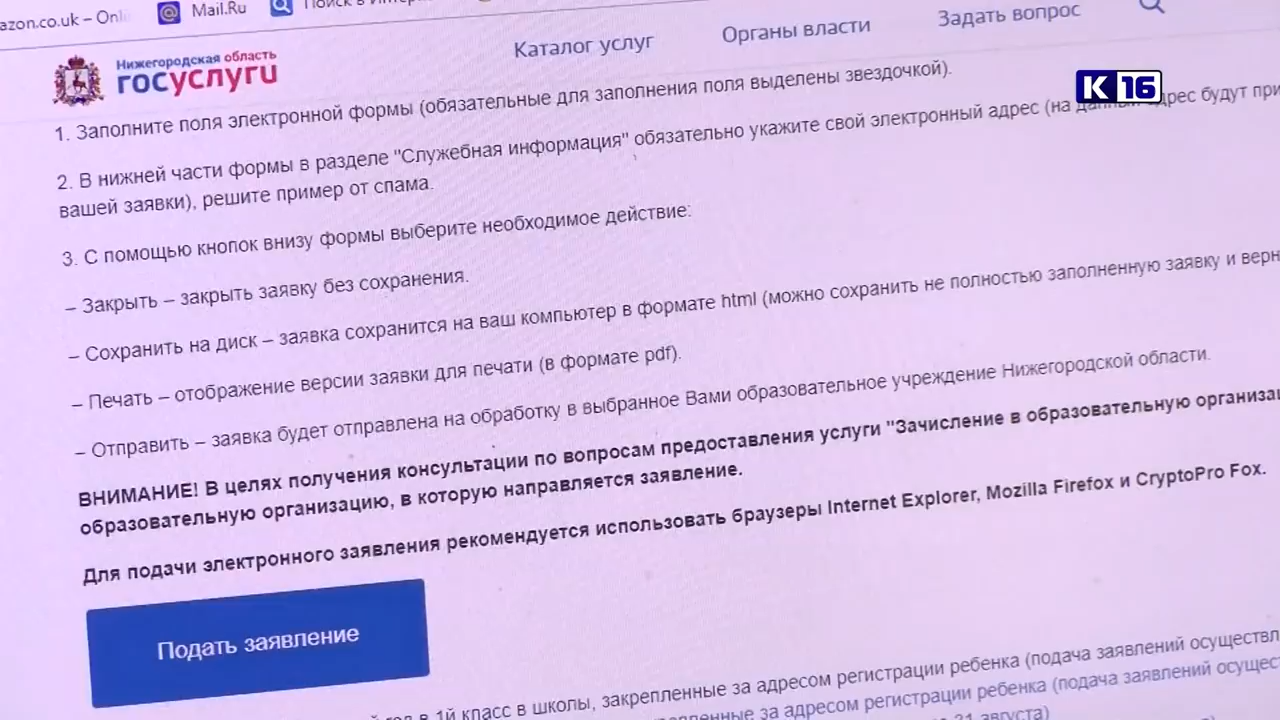 azon.co.uk – Onli
Mail.Ru
Поиск в Интерн
Нижегородская область
госуслуги
Каталог услуг
Органы власти
Задать вопрос
К 16
1. Заполните поля электронной формы (обязательные для заполнения поля выделены звездочкой).
2. В нижней части формы в разделе "Служебная информация" обязательно укажите свой электронный адрес (на данный адрес будут при
вашей заявки), решите пример от спама.
3. С помощью кнопок внизу формы выберите необходимое действие:
– Закрыть – закрыть заявку без сохранения.
– Сохранить на диск – заявка сохранится на ваш компьютер в формате html (можно сохранить не полностью заполненную заявку и верн
– Печать – отображение версии заявки для печати (в формате pdf).
– Отправить – заявка будет отправлена на обработку в выбранное Вами образовательное учреждение Нижегородской области.
ВНИМАНИЕ! В целях получения консультации по вопросам предоставления услуги "Зачисление в образовательную организац
образовательную организацию, в которую направляется заявление.
Для подачи электронного заявления рекомендуется использовать браузеры Internet Explorer, Mozilla Firefox и CryptoPro Fox.
Подать заявление
год в 1й класс в школы, закрепленные за адресом регистрации ребенка (подача заявлений осуществл
за адресом регистрации ребенка (подача заявлений осущес
21 августа)